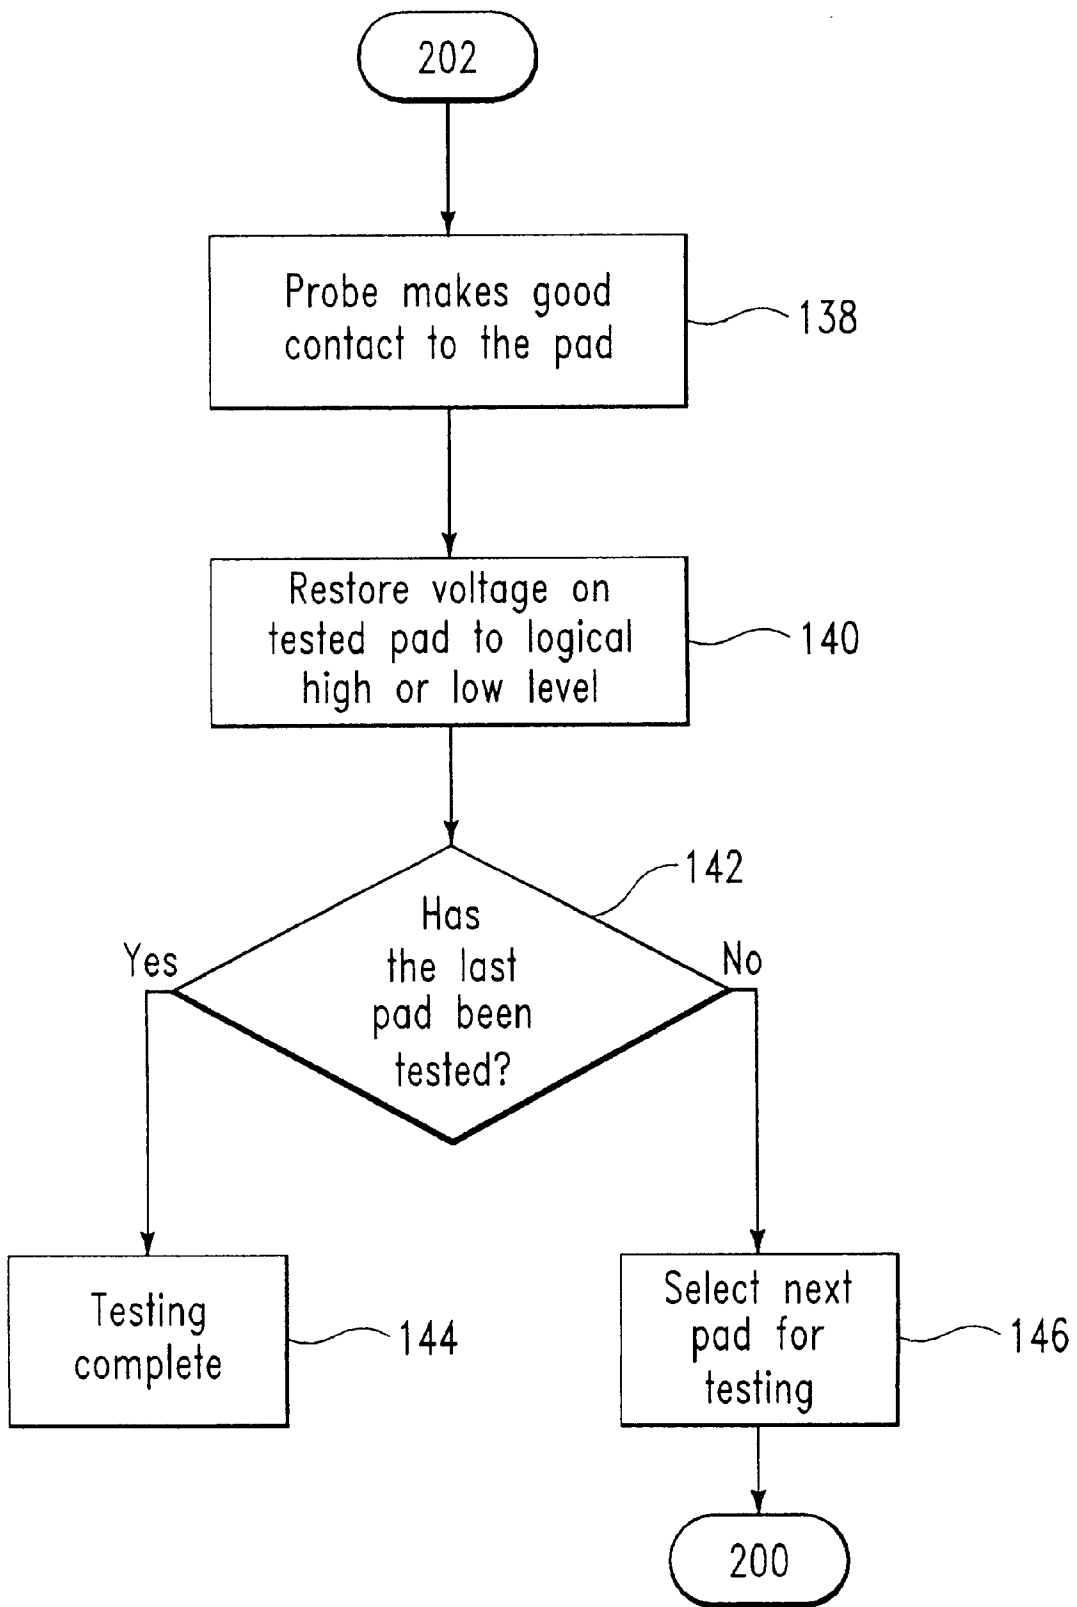 202
Probe makes good
contact to the pad
138
Restore voltage on
tested pad to logical
high or low level
140
142
Has
the last
pad been
tested?
Yes
No
Testing
complete
144
Select next
pad for
testing
146
200